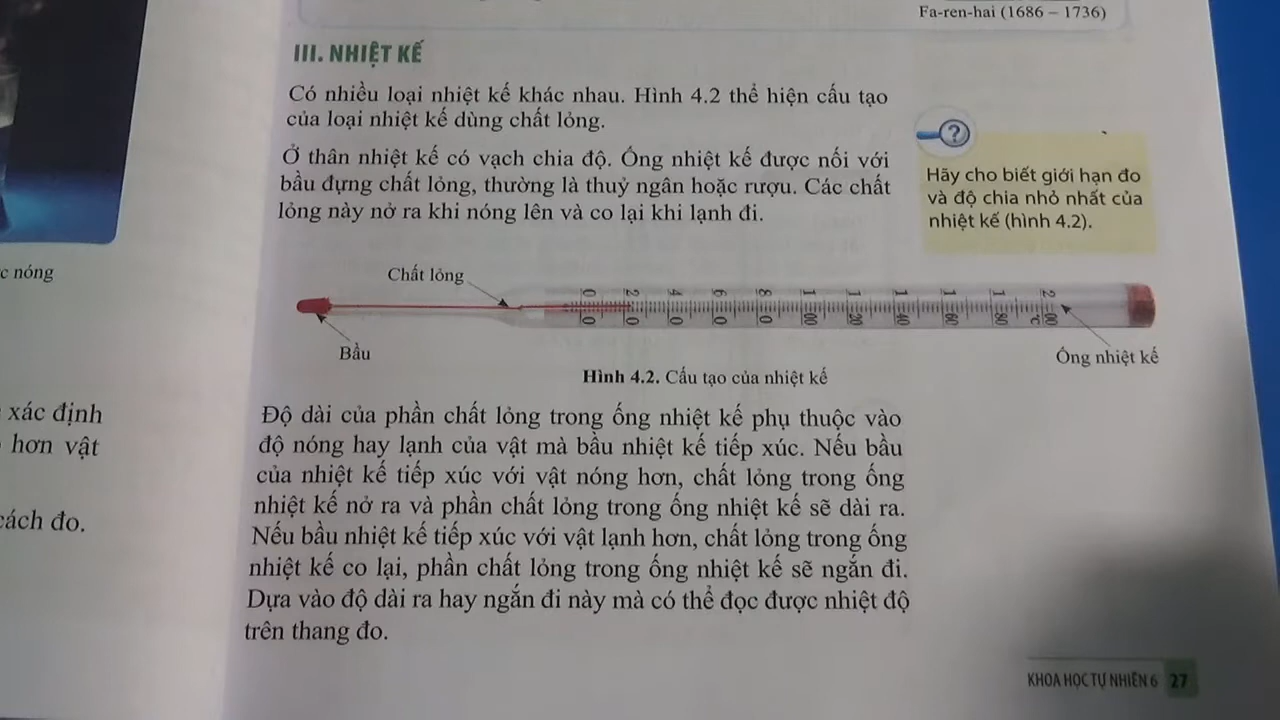 Fa-ren-hai (1686 – 1736)
III. NHIỆT KẾ
Có nhiều loại nhiệt kế khác nhau. Hình 4.2 thể hiện cấu tạo
của loại nhiệt kế dùng chất lỏng.
Ở thân nhiệt kế có vạch chia độ. Ống nhiệt kế được nối với
bầu đựng chất lỏng, thường là thuỷ ngân hoặc rượu. Các chất
lỏng này nở ra khi nóng lên và co lại khi lạnh đi.
Hãy cho biết giới hạn đo
và độ chia nhỏ nhất của
nhiệt kế (hình 4.2).
c nóng
Chất lỏng
0 20 40 60 80 100 120 140 160 180 200
°C
Bầu
Ống nhiệt kế
Hình 4.2. Cấu tạo của nhiệt kế
xác định
hơn vật
cách đo.
Độ dài của phần chất lỏng trong ống nhiệt kế phụ thuộc vào
độ nóng hay lạnh của vật mà bầu nhiệt kế tiếp xúc. Nếu bầu
của nhiệt kế tiếp xúc với vật nóng hơn, chất lỏng trong ống
nhiệt kế nở ra và phần chất lỏng trong ống nhiệt kế sẽ dài ra.
Nếu bầu nhiệt kế tiếp xúc với vật lạnh hơn, chất lỏng trong ống
nhiệt kế co lại, phần chất lỏng trong ống nhiệt kế sẽ ngắn đi.
Dựa vào độ dài ra hay ngắn đi này mà có thể đọc được nhiệt độ
trên thang đo.
KHOA HỌC TỰ NHIÊN 6 27